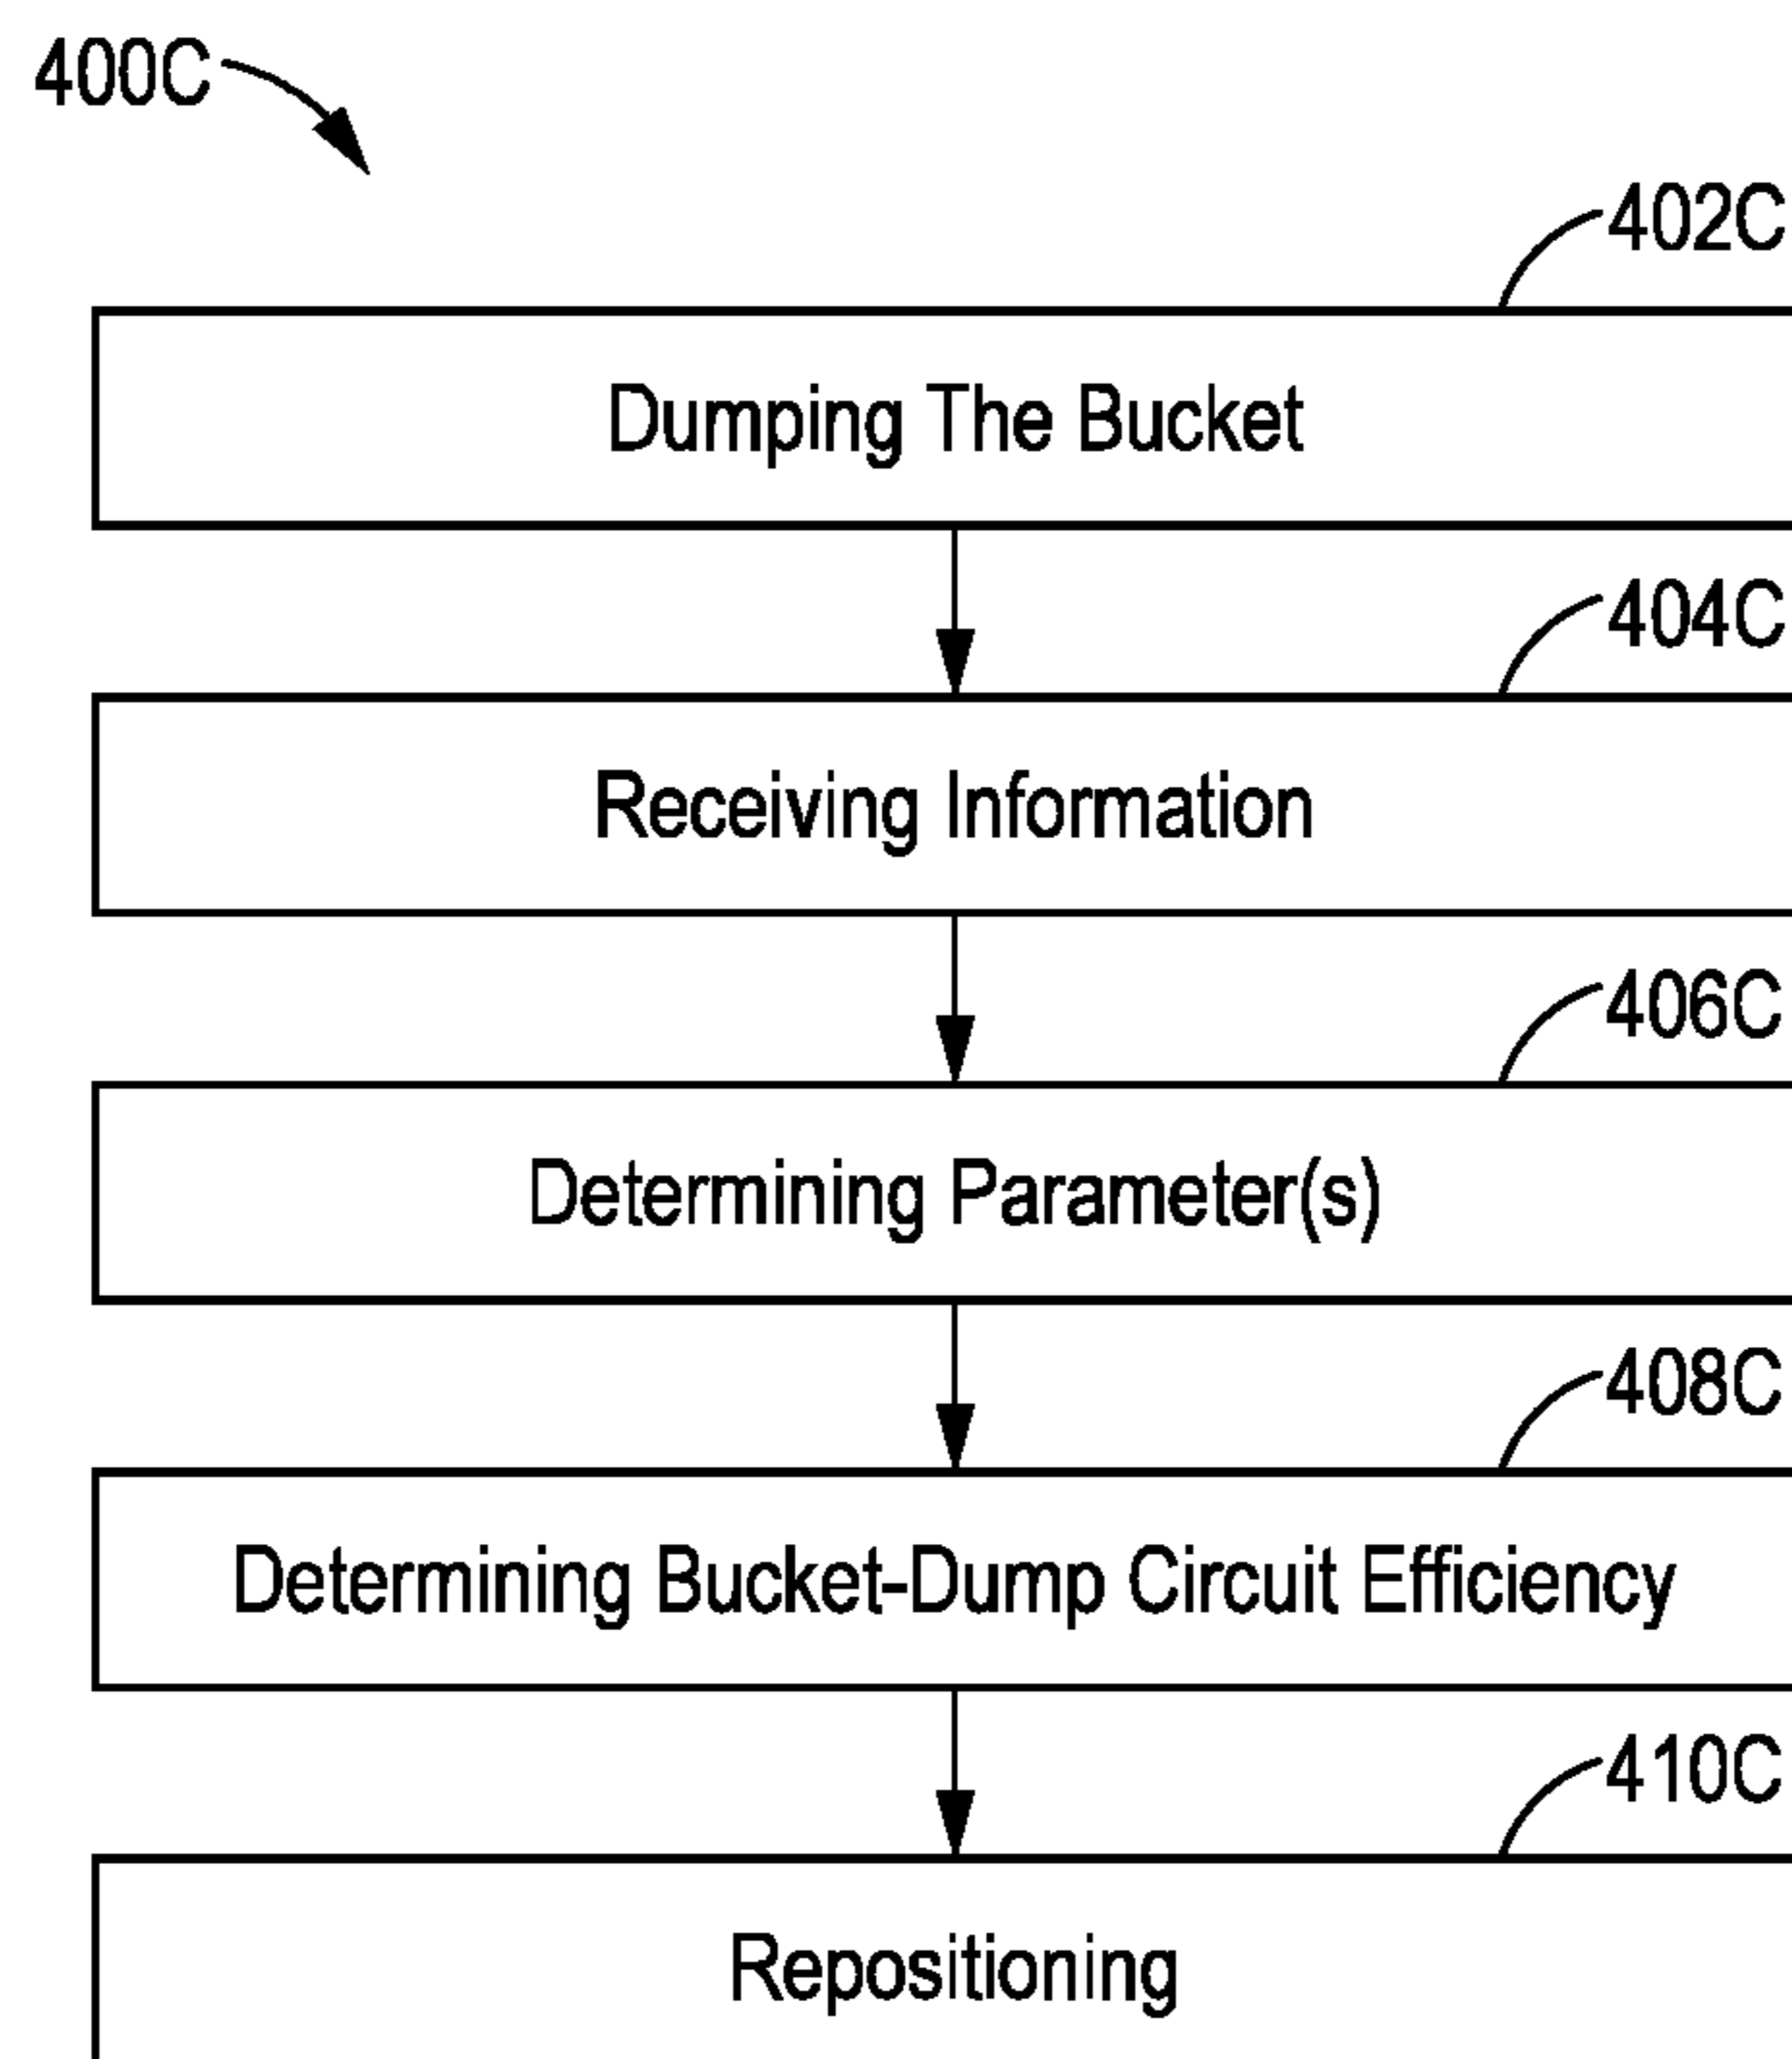 400C
402C
Dumping The Bucket
404C
Receiving Information
406C
Determining Parameter(s)
408C
Determining Bucket-Dump Circuit Efficiency
410C
Repositioning